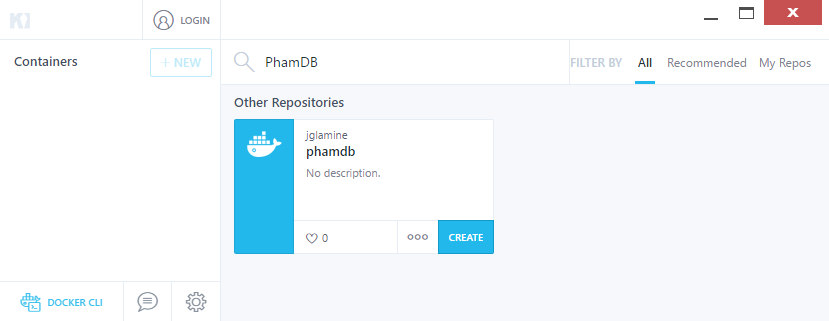 LOGIN
Containers
+ NEW
PhamDB
FILTER BY All Recommended My Repos
Other Repositories
jglamine
phamdb
No description.
0
CREATE
DOCKER CLI